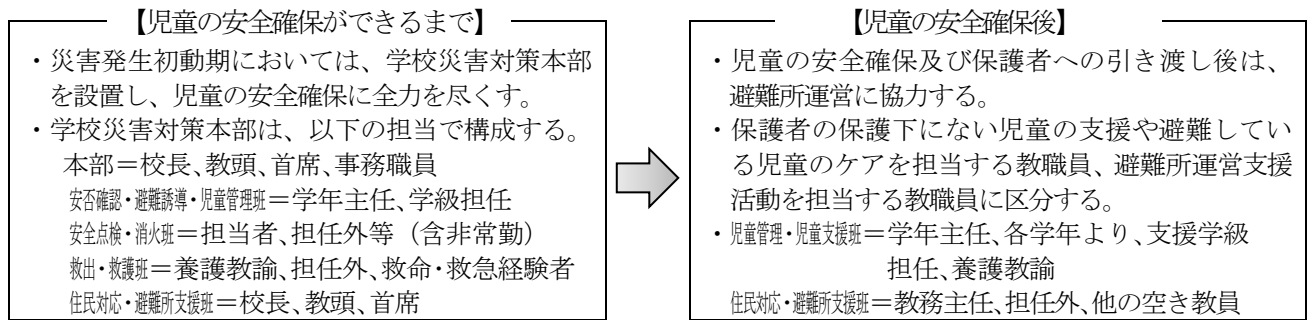 【児童の安全確保ができるまで】
・災害発生初動期においては、学校災害対策本部
を設置し、児童の安全確保に全力を尽くす。
・学校災害対策本部は、以下の担当で構成する。
本部＝校長、教頭、首席、事務職員
安否確認・避難誘導・児童管理班＝学年主任、学級担任
安全点検・消火班＝担当者、担任外等（含非常勤）
救出・救護班＝養護教諭、担任外、救命・救急経験者
住民対応・避難所支援班＝校長、教頭、首席
【児童の安全確保後】
・児童の安全確保及び保護者への引き渡し後は、
避難所運営に協力する。
・保護者の保護下にない児童の支援や避難してい
る児童のケアを担当する教職員、避難所運営支援
活動を担当する教職員に区分する。
・児童管理・児童支援班＝学年主任、各学年より、支援学級
担任、養護教諭
住民対応・避難所支援班＝教務主任、担任外、他の空き教員